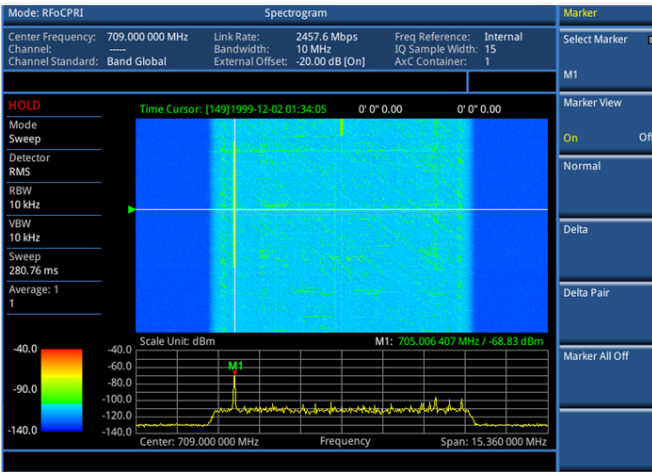 Mode: RFoCPRI
Spectrogram
Marker
Center Frequency: 709.000 000 MHz
Link Rate: 2457.6 Mbps
Freq Reference: Internal
Channel: -----
Bandwidth: 10 MHz
IQ Sample Width: 15
Channel Standard: Band Global
External Offset: -20.00 dB [On]
AxC Container: 1
Select Marker
M1
HOLD
Time Cursor: [149]1999-12-02 01:34:05 0' 0" 0.00 0' 0" 0.00
Marker View
On Off
Mode
Sweep
Detector
RMS
RBW
10 kHz
VBW
10 kHz
Sweep
280.76 ms
Average: 1
1
Normal
Delta
Delta Pair
Marker All Off
Scale Unit: dBm
M1: 705.006 407 MHz / -68.83 dBm
-40.0
-90.0
-140.0
-40.0
-60.0
-80.0
-100.0
-120.0
-140.0
M1
Center: 709.000 000 MHz
Frequency
Span: 15.360 000 MHz